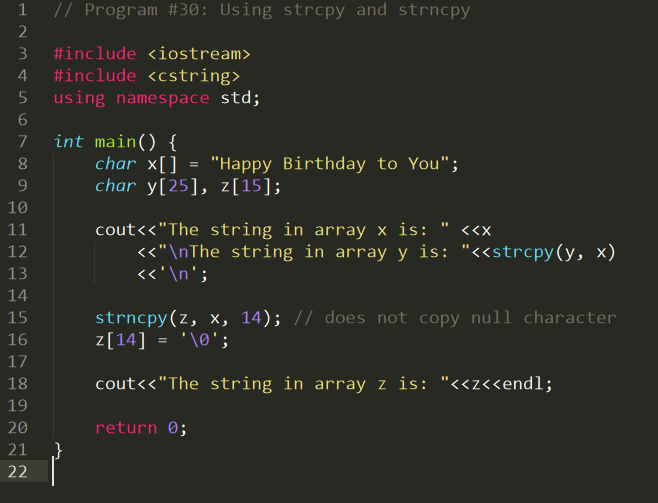 1 // Program #30: Using strcpy and strncpy
2
3 #include <iostream>
4 #include <cstring>
5 using namespace std;
6
7 int main() {
8     char x[] = "Happy Birthday to You";
9     char y[25], z[15];
10
11     cout<<"The string in array x is: " <<x
12         <<"\nThe string in array y is: "<<strcpy(y, x)
13         <<'\n';
14
15     strncpy(z, x, 14); // does not copy null character
16     z[14] = '\0';
17
18     cout<<"The string in array z is: "<<z<<endl;
19
20     return 0;
21 }
22